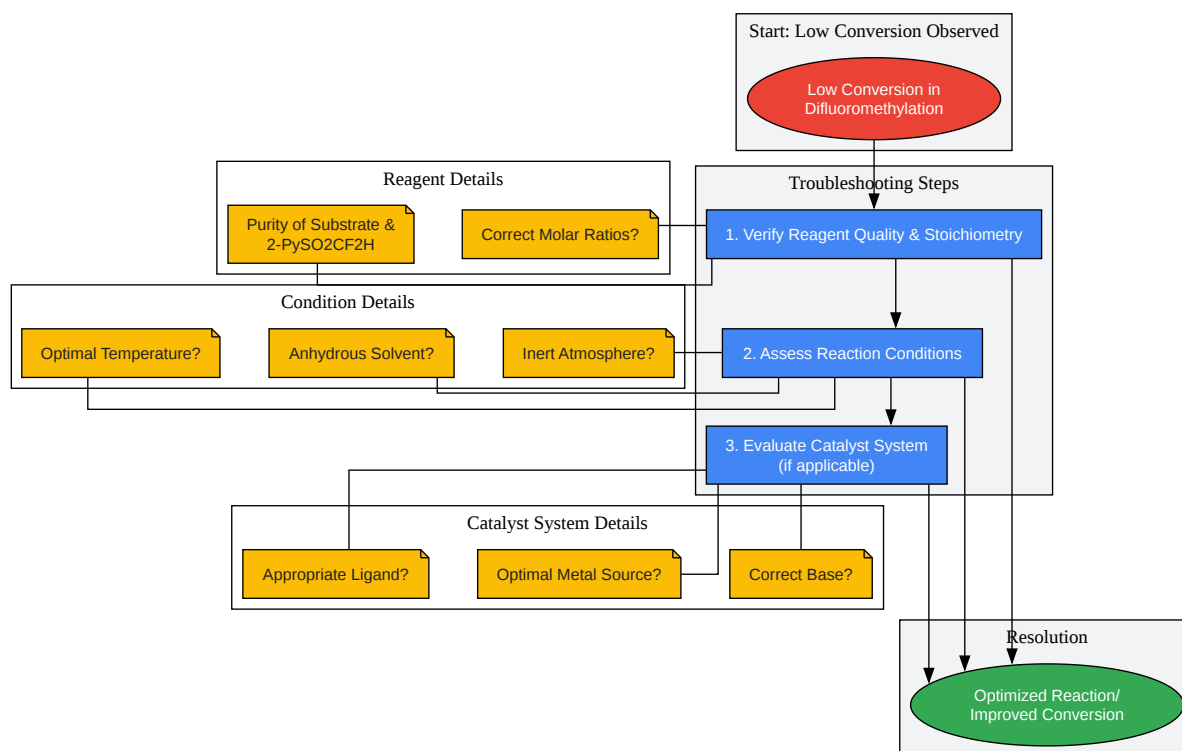 Start: Low Conversion Observed
Low Conversion in
Difluoromethylation
Reagent Details
Troubleshooting Steps
Purity of Substrate &
2-PySO2CF2H
Correct Molar Ratios?
1. Verify Reagent Quality & Stoichiometry
Condition Details
Optimal Temperature?
Anhydrous Solvent?
Inert Atmosphere?
2. Assess Reaction Conditions
3. Evaluate Catalyst System
(if applicable)
Catalyst System Details
Appropriate Ligand?
Optimal Metal Source?
Correct Base?
Resolution
Optimized Reaction/
Improved Conversion